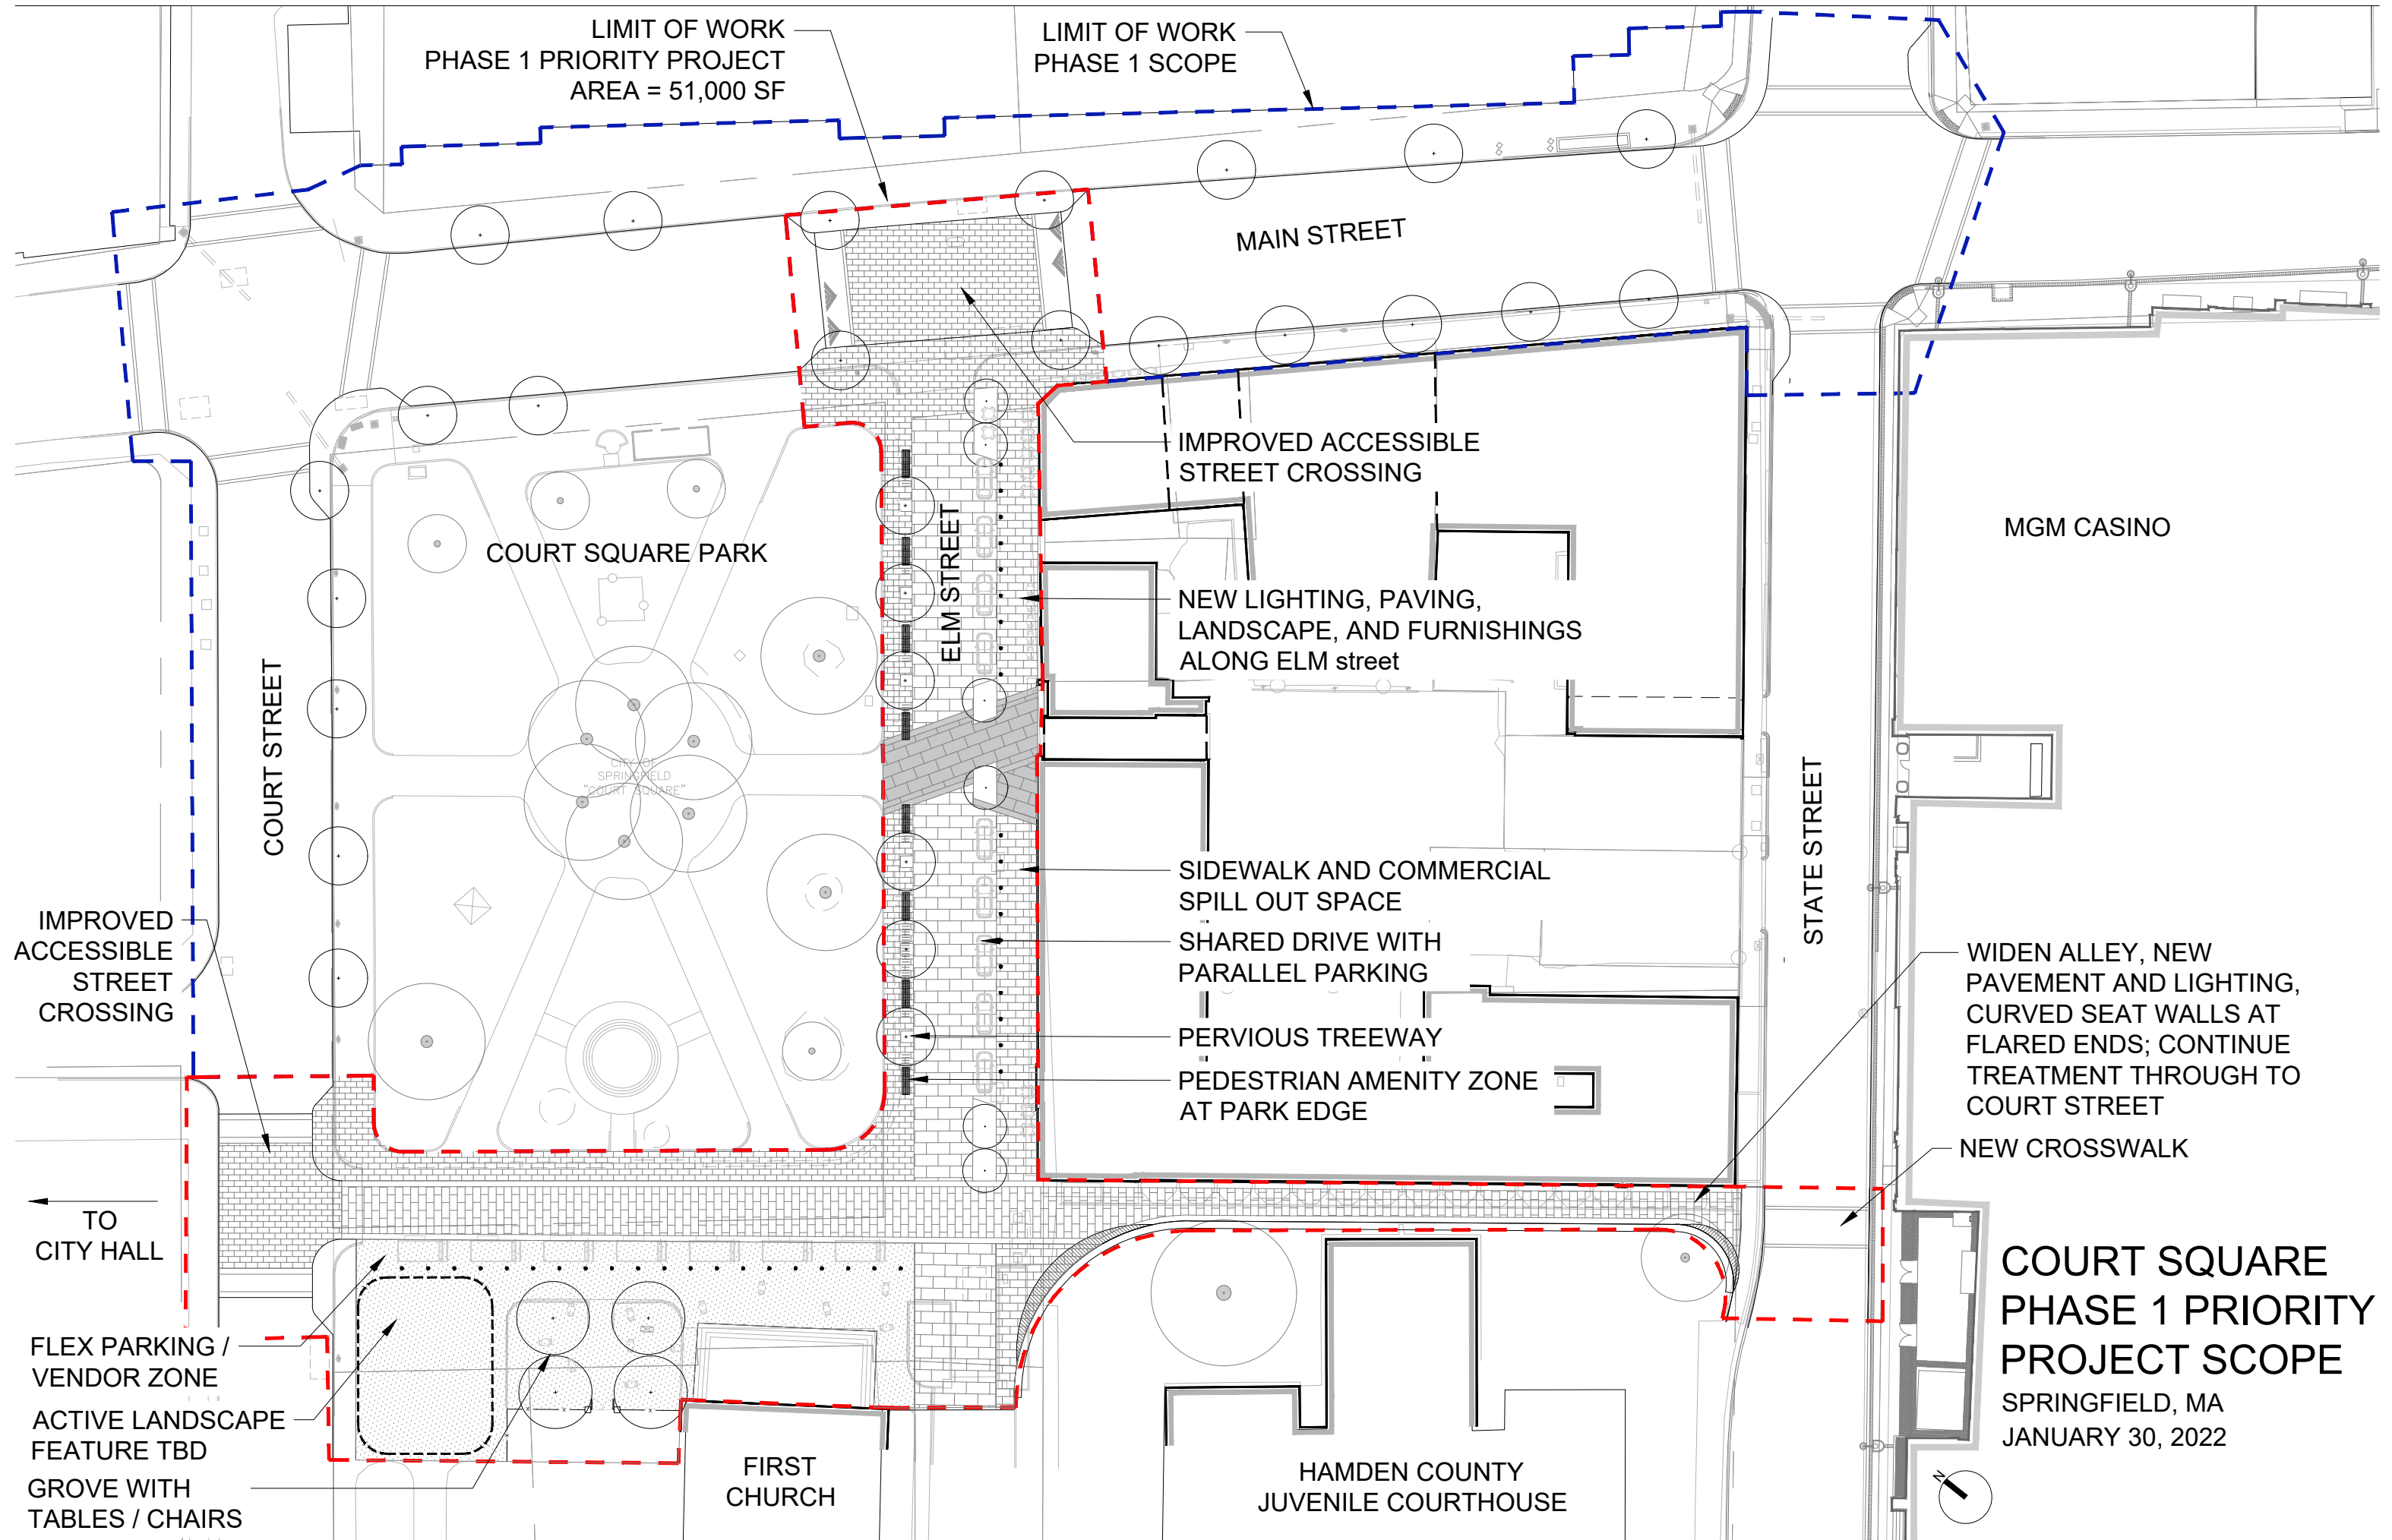 LIMIT OF WORK
PHASE 1 PRIORITY PROJECT
AREA = 51,000 SF
LIMIT OF WORK
PHASE 1 SCOPE
MAIN STREET
IMPROVED ACCESSIBLE
STREET CROSSING
MGM CASINO
COURT SQUARE PARK
ELM STREET
NEW LIGHTING, PAVING,
LANDSCAPE, AND FURNISHINGS
ALONG ELM street
COURT STREET
CITY OF
SPRINGFIELD
"COURT SQUARE"
STATE STREET
SIDEWALK AND COMMERCIAL
SPILL OUT SPACE
SHARED DRIVE WITH
PARALLEL PARKING
PERVIOUS TREEWAY
PEDESTRIAN AMENITY ZONE
AT PARK EDGE
IMPROVED
ACCESSIBLE
STREET
CROSSING
WIDEN ALLEY, NEW
PAVEMENT AND LIGHTING,
CURVED SEAT WALLS AT
FLARED ENDS; CONTINUE
TREATMENT THROUGH TO
COURT STREET
NEW CROSSWALK
TO
CITY HALL
FLEX PARKING /
VENDOR ZONE
ACTIVE LANDSCAPE
FEATURE TBD
GROVE WITH
TABLES / CHAIRS
FIRST
CHURCH
HAMDEN COUNTY
JUVENILE COURTHOUSE
COURT SQUARE
PHASE 1 PRIORITY
PROJECT SCOPE
SPRINGFIELD, MA
JANUARY 30, 2022
N